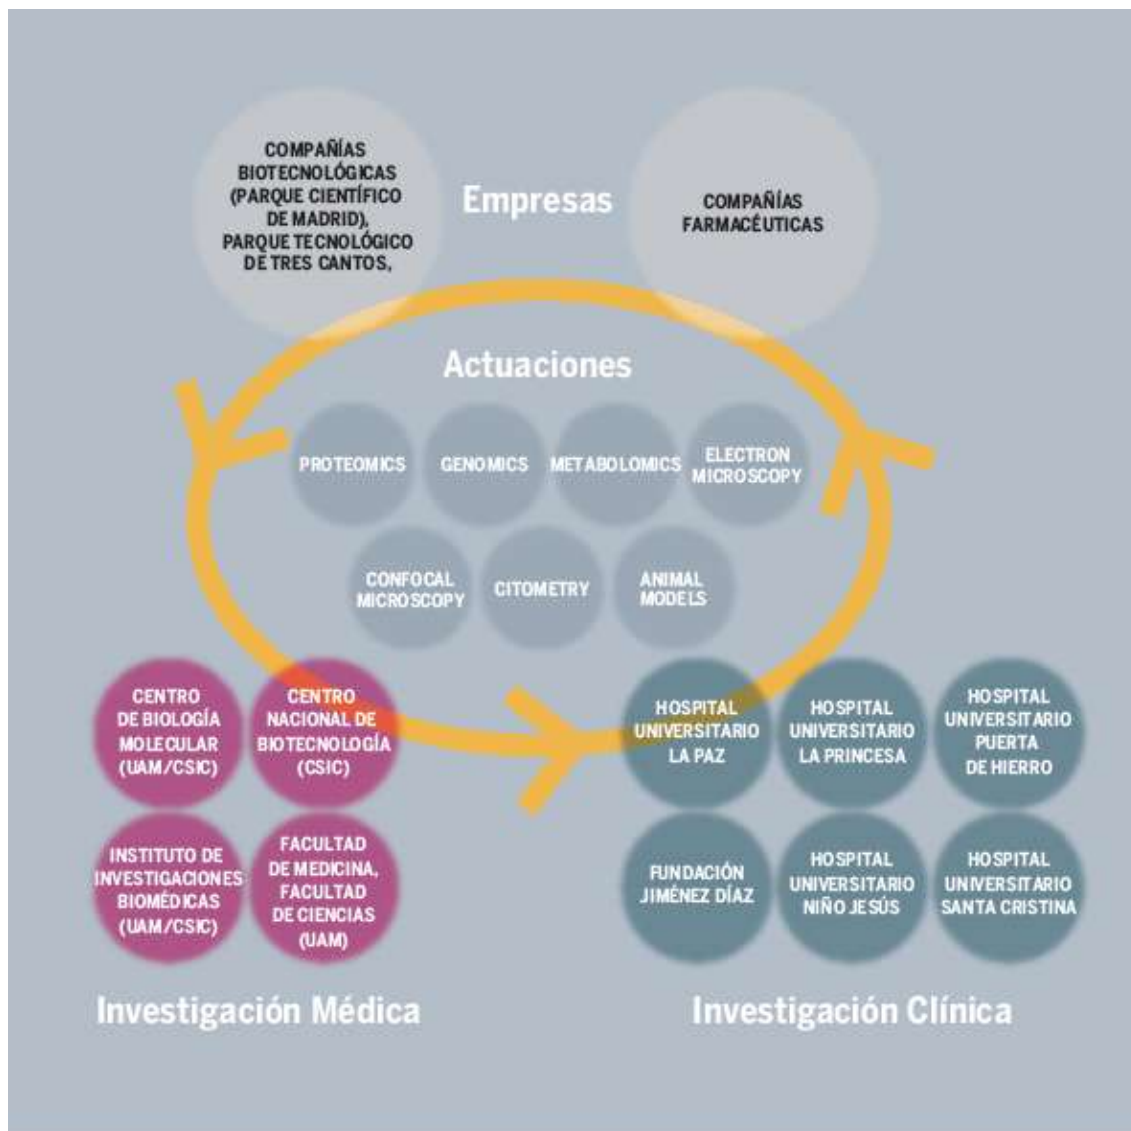 COMPAÑÍAS
BIOTECNOLÓGICAS
(PARQUE CIENTÍFICO
DE MADRID),
PARQUE TECNOLÓGICO
DE TRES CANTOS,
Empresas
COMPAÑÍAS
FARMACÉUTICAS
Actuaciones
PROTEOMICS
GENOMICS
METABOLOMICS
ELECTRON
MICROSCOPY
CONFOCAL
MICROSCOPY
CITOMETRY
ANIMAL
MODELS
CENTRO
DE BIOLOGÍA
MOLECULAR
(UAM/CSIC)
CENTRO
NACIONAL DE
BIOTECNOLOGÍA
(CSIC)
INSTITUTO DE
INVESTIGACIONES
BIOMÉDICAS
(UAM/CSIC)
FACULTAD
DE MEDICINA,
FACULTAD
DE CIENCIAS
(UAM)
Investigación Médica
HOSPITAL
UNIVERSITARIO
LA PAZ
HOSPITAL
UNIVERSITARIO
LA PRINCESA
HOSPITAL
UNIVERSITARIO
PUERTA
DE HIERRO
FUNDACIÓN
JIMÉNEZ DÍAZ
HOSPITAL
UNIVERSITARIO
NIÑO JESÚS
HOSPITAL
UNIVERSITARIO
SANTA CRISTINA
Investigación Clínica